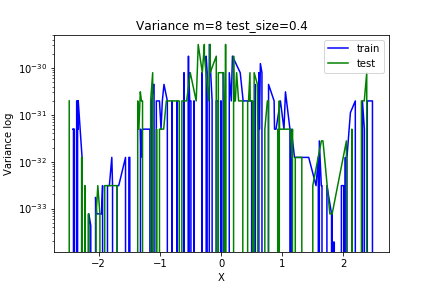 Variance m=8 test_size=0.4
train
test
10⁻³⁰
10⁻³¹
10⁻³²
10⁻³³
Variance log
−2
−1
0
1
2
X